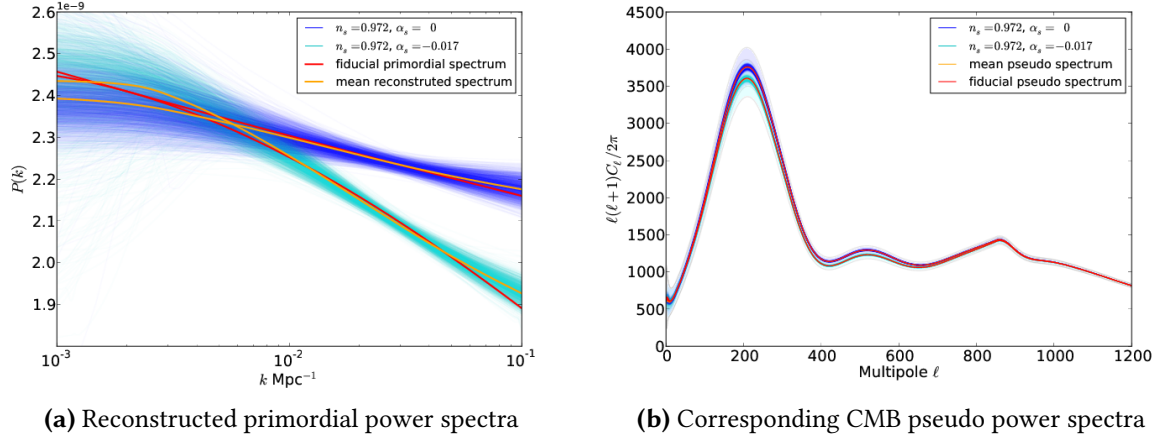 1e−9
2.6
2.5
2.4
2.3
2.2
2.1
2.0
1.9
P(k)
10⁻³
10⁻²
10⁻¹
k Mpc⁻¹
n_s =0.972, α_s = 0
n_s =0.972, α_s =−0.017
fiducial primordial spectrum
mean reconstruted spectrum
(a) Reconstructed primordial power spectra
4500
4000
3500
3000
2500
2000
1500
1000
500
0
ℓ(ℓ+1)C_ℓ/2π
0
200
400
600
800
1000
1200
Multipole ℓ
n_s =0.972, α_s = 0
n_s =0.972, α_s =−0.017
mean pseudo spectrum
fiducial pseudo spectrum
(b) Corresponding CMB pseudo power spectra